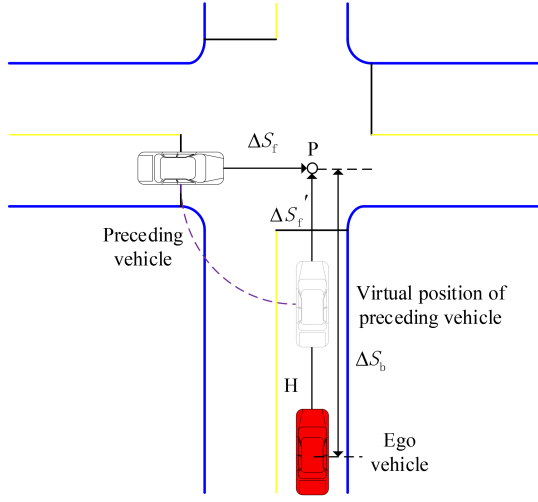 ΔS_f
P
ΔS_f′
Preceding
vehicle
Virtual position of
preceding vehicle
ΔS_b
H
Ego
vehicle